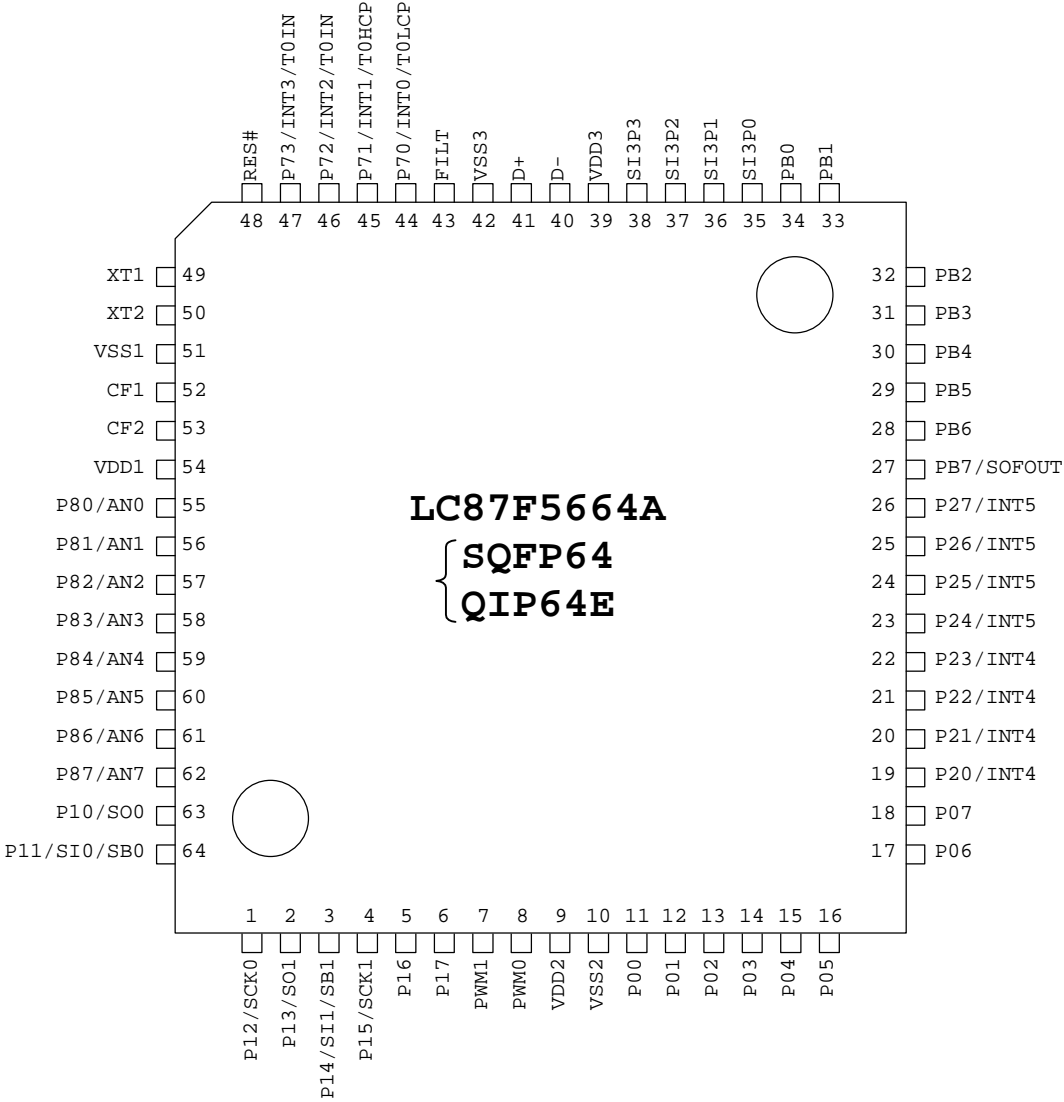 RES#
P73/INT3/T0IN
P72/INT2/T0IN
P71/INT1/T0HCP
P70/INT0/T0LCP
FILT
VSS3
D+
D-
VDD3
SI3P3
SI3P2
SI3P1
SI3P0
PB0
PB1
48 47 46 45 44 43 42 41 40 39 38 37 36 35 34 33
XT1 49
XT2 50
VSS1 51
CF1 52
CF2 53
VDD1 54
P80/AN0 55
P81/AN1 56
P82/AN2 57
P83/AN3 58
P84/AN4 59
P85/AN5 60
P86/AN6 61
P87/AN7 62
P10/SO0 63
P11/SI0/SB0 64
LC87F5664A
SQFP64
QIP64E
32 PB2
31 PB3
30 PB4
29 PB5
28 PB6
27 PB7/SOFOUT
26 P27/INT5
25 P26/INT5
24 P25/INT5
23 P24/INT5
22 P23/INT4
21 P22/INT4
20 P21/INT4
19 P20/INT4
18 P07
17 P06
1 2 3 4 5 6 7 8 9 10 11 12 13 14 15 16
P12/SCK0
P13/SO1
P14/SI1/SB1
P15/SCK1
P16
P17
PWM1
PWM0
VDD2
VSS2
P00
P01
P02
P03
P04
P05